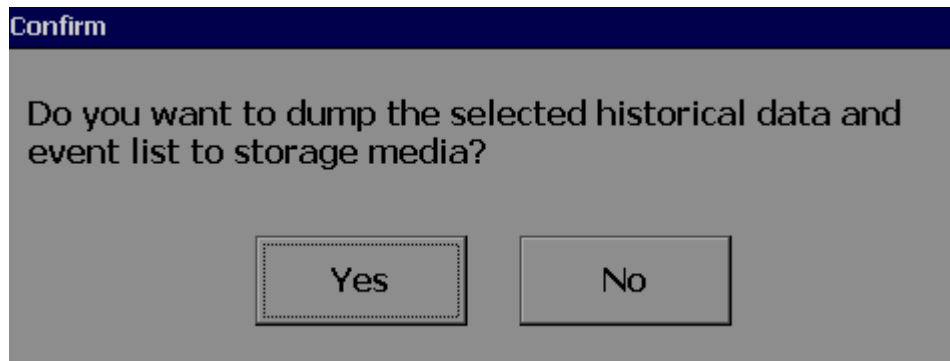 Confirm
Do you want to dump the selected historical data and
event list to storage media?
Yes
No